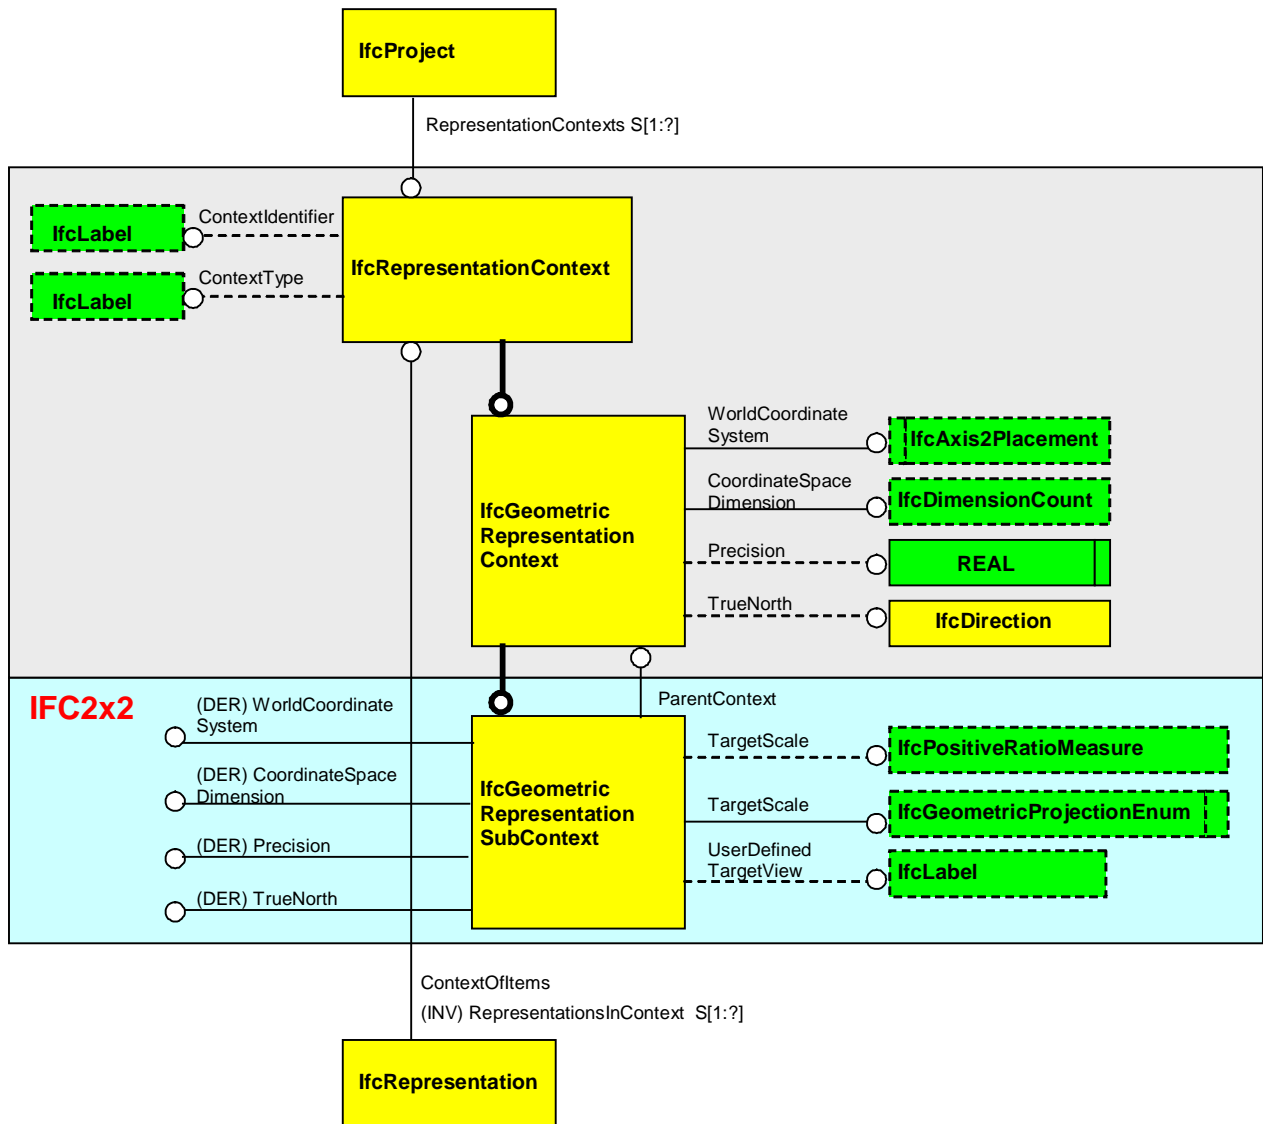 IfcProject
RepresentationContexts S[1:?]
ContextIdentifier
IfcLabel
IfcRepresentationContext
ContextType
IfcLabel
WorldCoordinate
System
IfcAxis2Placement
CoordinateSpace
Dimension
IfcDimensionCount
IfcGeometric
Representation
Context
Precision
REAL
TrueNorth
IfcDirection
IFC2x2
(DER) WorldCoordinate
System
ParentContext
TargetScale
IfcPositiveRatioMeasure
(DER) CoordinateSpace
Dimension
IfcGeometric
Representation
SubContext
TargetScale
IfcGeometricProjectionEnum
(DER) Precision
UserDefined
TargetView
IfcLabel
(DER) TrueNorth
ContextOfItems
(INV) RepresentationsInContext S[1:?]
IfcRepresentation